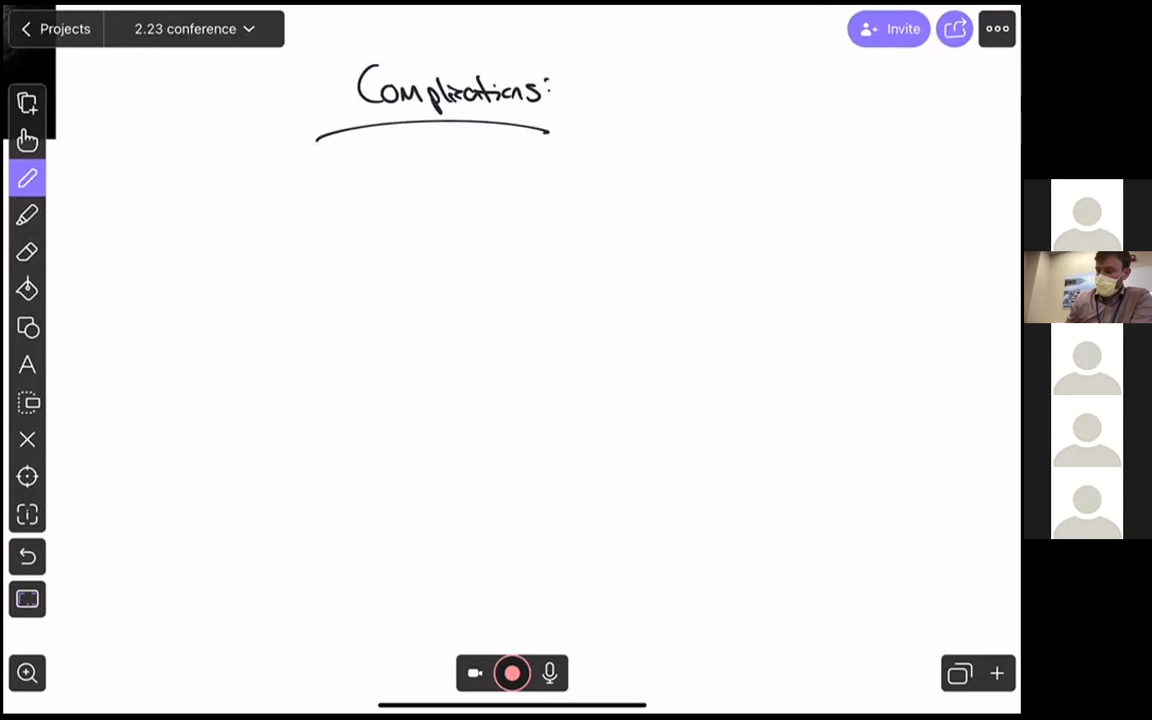 Projects
2.23 conference
Invite
Complications:
A